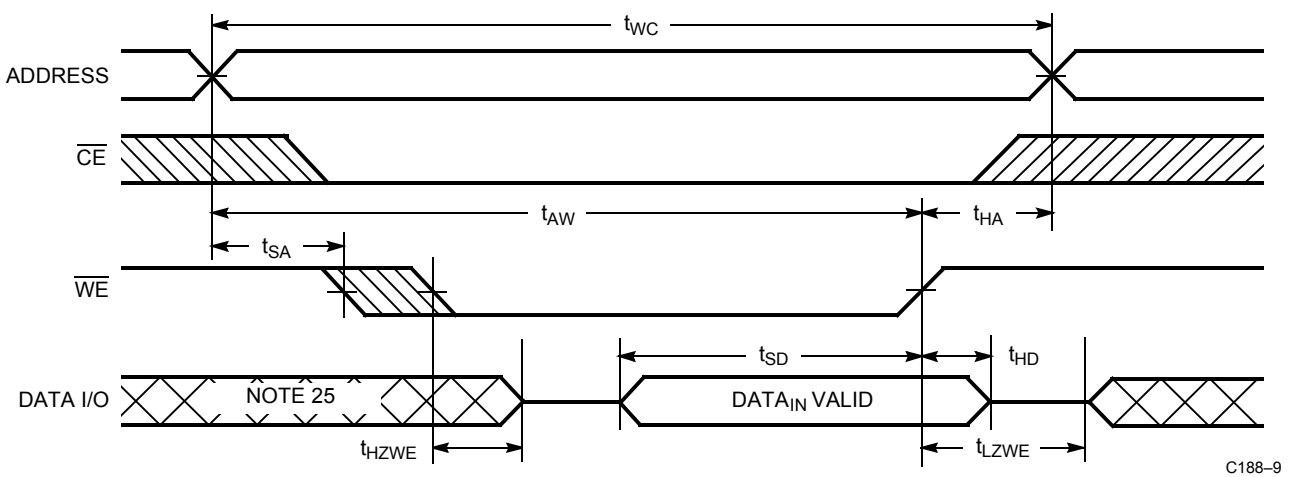 tWC
ADDRESS
CE
tAW
tHA
tSA
WE
tSD
tHD
DATA I/O
NOTE 25
DATAIN VALID
tHZWE
tLZWE
C188–9